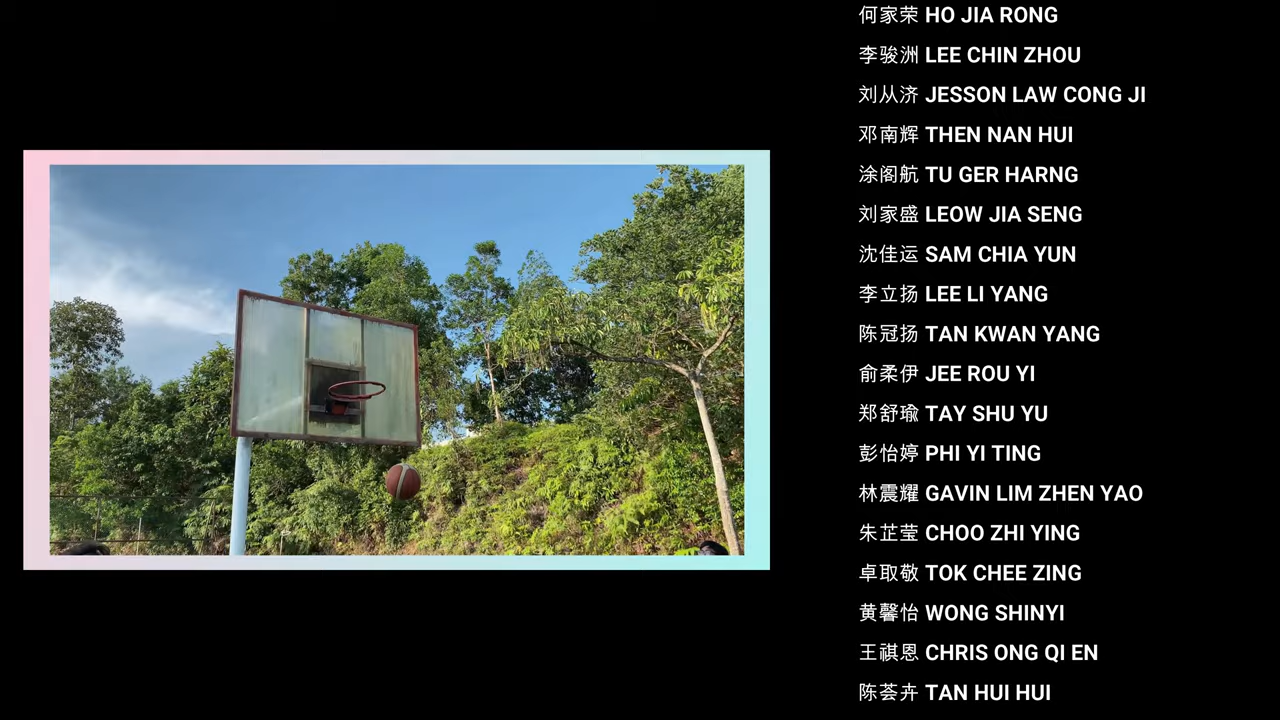 何家荣 HO JIA RONG
李骏洲 LEE CHIN ZHOU
刘从济 JESSON LAW CONG JI
邓南辉 THEN NAN HUI
涂阁航 TU GER HARNG
刘家盛 LEOW JIA SENG
沈佳运 SAM CHIA YUN
李立扬 LEE LI YANG
陈冠扬 TAN KWAN YANG
俞柔伊 JEE ROU YI
郑舒瑜 TAY SHU YU
彭怡婷 PHI YI TING
林震耀 GAVIN LIM ZHEN YAO
朱芷莹 CHOO ZHI YING
卓取敬 TOK CHEE ZING
黄馨怡 WONG SHINYI
王祺恩 CHRIS ONG QI EN
陈荟卉 TAN HUI HUI